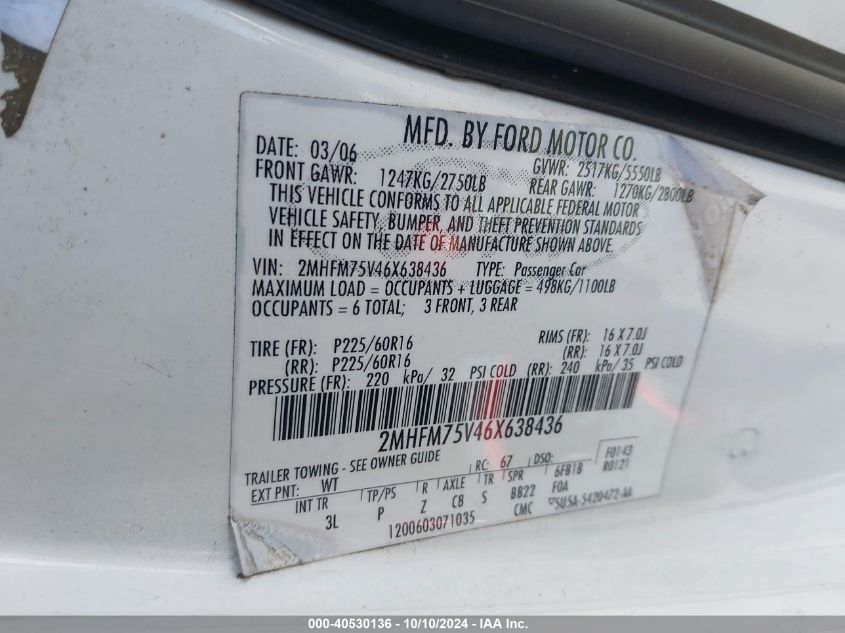 MFD. BY FORD MOTOR CO.
DATE: 03/06 GVWR: 2517KG/5550LB
FRONT GAWR: 1247KG/2750LB REAR GAWR: 1270KG/2800LB
THIS VEHICLE CONFORMS TO ALL APPLICABLE FEDERAL MOTOR
VEHICLE SAFETY, BUMPER, AND THEFT PREVENTION STANDARDS
IN EFFECT ON THE DATE OF MANUFACTURE SHOWN ABOVE.
VIN: 2MHFM75V46X638436 TYPE: Passenger Car
MAXIMUM LOAD = OCCUPANTS + LUGGAGE = 498KG/1100LB
OCCUPANTS = 6 TOTAL; 3 FRONT, 3 REAR
TIRE (FR): P225/60R16 RIMS (FR): 16 X 7.0J
(RR): P225/60R16 (RR): 16 X 7.0J
PRESSURE (FR): 220 kPa/ 32 PSI COLD (RR): 240 kPa/ 35 PSI COLD
2MHFM75V46X638436
TRAILER TOWING - SEE OWNER GUIDE F0143
EXT PNT: WT RC: 67 DSO: R0121
INT TR TP/PS R AXLE TR SPR 6FB1B
3L P Z C8 S BB22 FOA
1200603071035 CMC 5U5A-5420472-AA
000-40530136 - 10/10/2024 - IAA Inc.